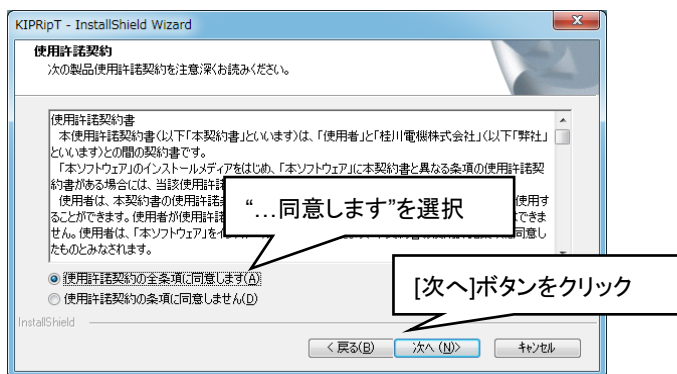 KIPRipT - InstallShield Wizard
使用許諾契約
次の製品使用許諾契約を注意深くお読みください。
使用許諾契約書
本使用許諾契約書(以下「本契約書」といいます)は、「使用者」と「桂川電機株式会社」(以下「弊社」
といいます)との間の契約書です。
「本ソフトウェア」のインストールメディアをはじめ、「本ソフトウェア」に本契約書と異なる条項の使用許諾契
約書がある場合には、当該使用許諾
使用者は、本契約書の使用許諾 使用す
ることができます。使用者が使用許諾 はできま
せん。使用者は、「本ソフトウェア」を 同意し
たものとみなされます。
“…同意します”を選択
使用許諾契約の全条項に同意します(A)
使用許諾契約の条項に同意しません(D)
[次へ]ボタンをクリック
InstallShield
< 戻る(B) 次へ (N)> キャンセル